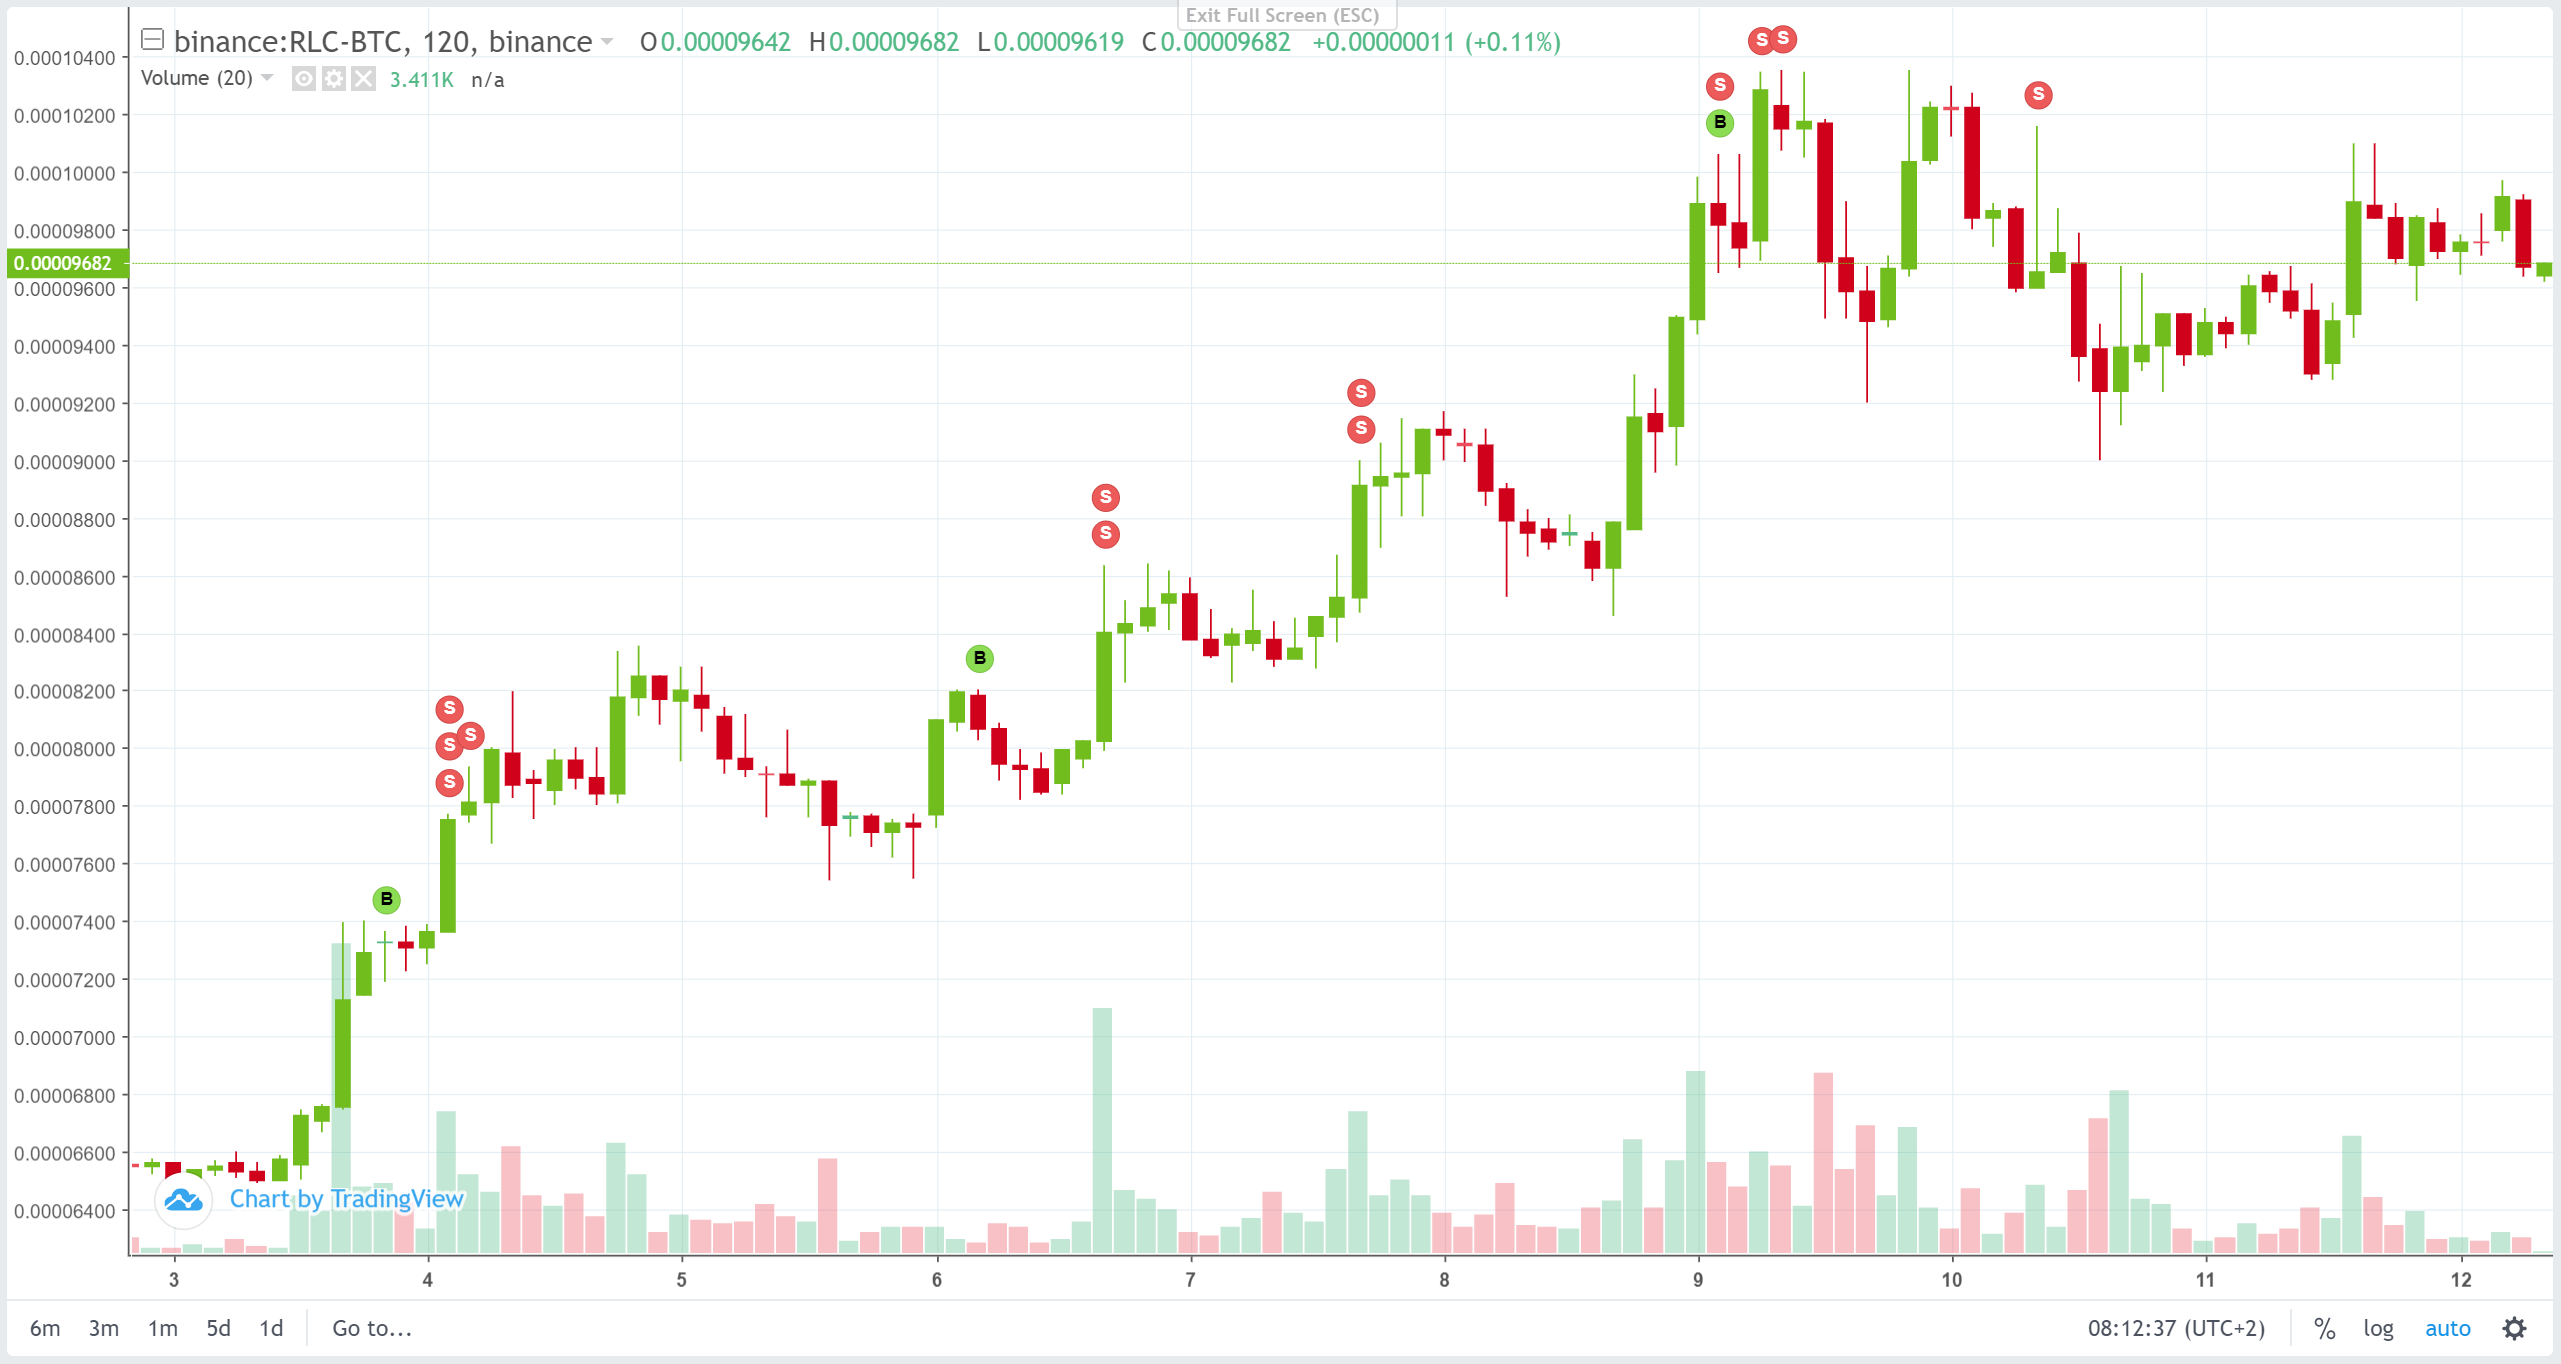 Exit Full Screen (ESC)
binance:RLC-BTC, 120, binance O0.00009642 H0.00009682 L0.00009619 C0.00009682 +0.00000011 (+0.11%)
Volume (20) 3.411K n/a
0.00010400
0.00010200
0.00010000
0.00009800
0.00009682
0.00009600
0.00009400
0.00009200
0.00009000
0.00008800
0.00008600
0.00008400
0.00008200
0.00008000
0.00007800
0.00007600
0.00007400
0.00007200
0.00007000
0.00006800
0.00006600
0.00006400
S S
S
B
S
S
S
S
S
B
S
S S
S
B
Chart by TradingView
3 4 5 6 7 8 9 10 11 12
6m 3m 1m 5d 1d Go to... 08:12:37 (UTC+2) % log auto